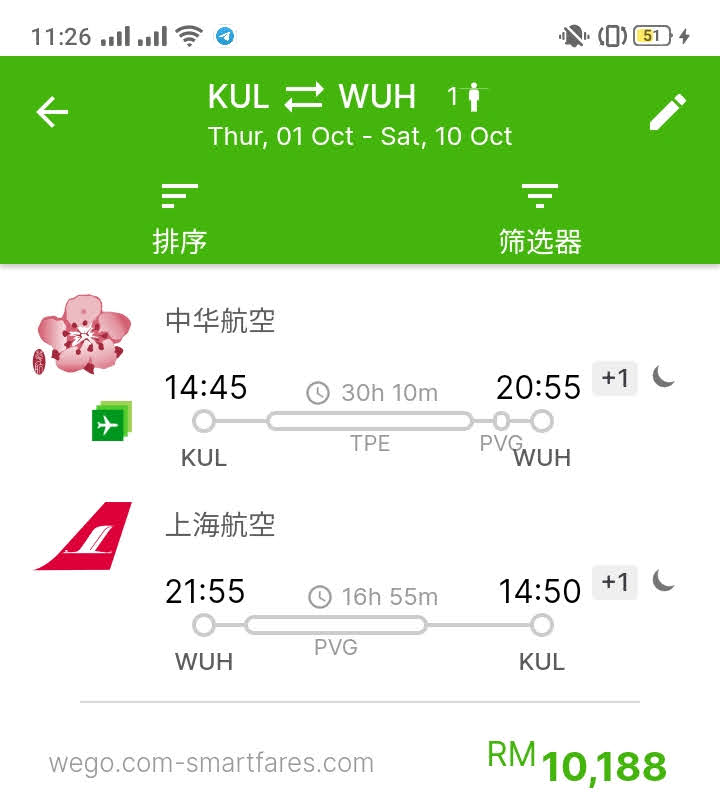 11:26 51
KUL WUH 1
Thur, 01 Oct - Sat, 10 Oct
排序 筛选器
中华航空
14:45 30h 10m 20:55 +1
TPE PVG
KUL WUH
上海航空
21:55 16h 55m 14:50 +1
PVG
WUH KUL
wego.com-smartfares.com RM10,188